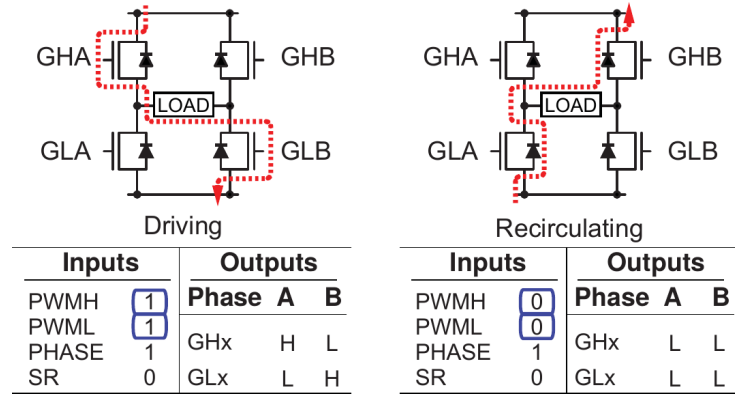 GHA GHB GHA GHB
LOAD LOAD
GLA GLB GLA GLB
Driving Recirculating
Inputs Outputs Inputs Outputs
PWMH 1 Phase A B PWMH 0 Phase A B
PWML 1 PWML 0
GHx H L GHx L L
PHASE 1 PHASE 1
SR 0 GLx L H SR 0 GLx L L